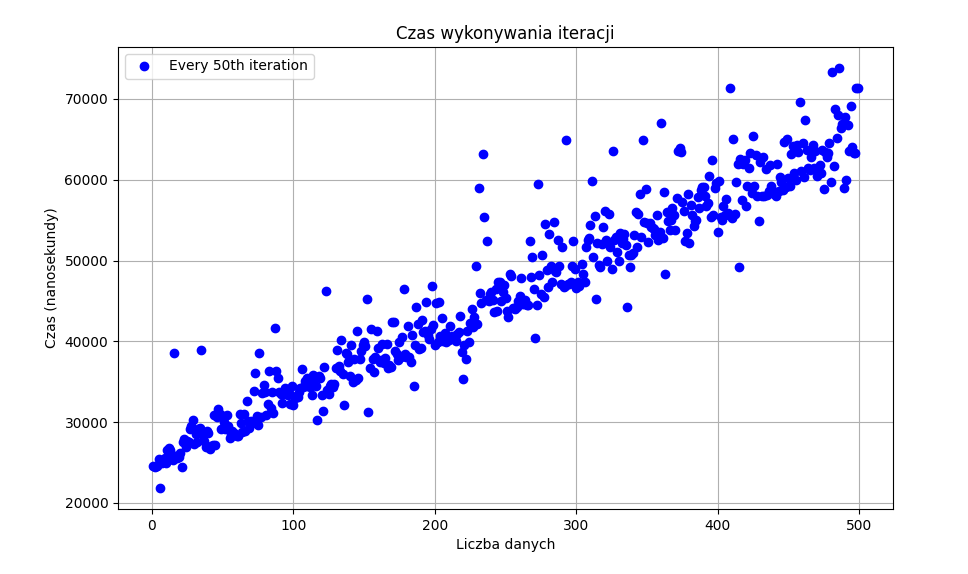 Czas wykonywania iteracji
Every 50th iteration
Czas (nanosekundy)
70000
60000
50000
40000
30000
20000
0 100 200 300 400 500
Liczba danych